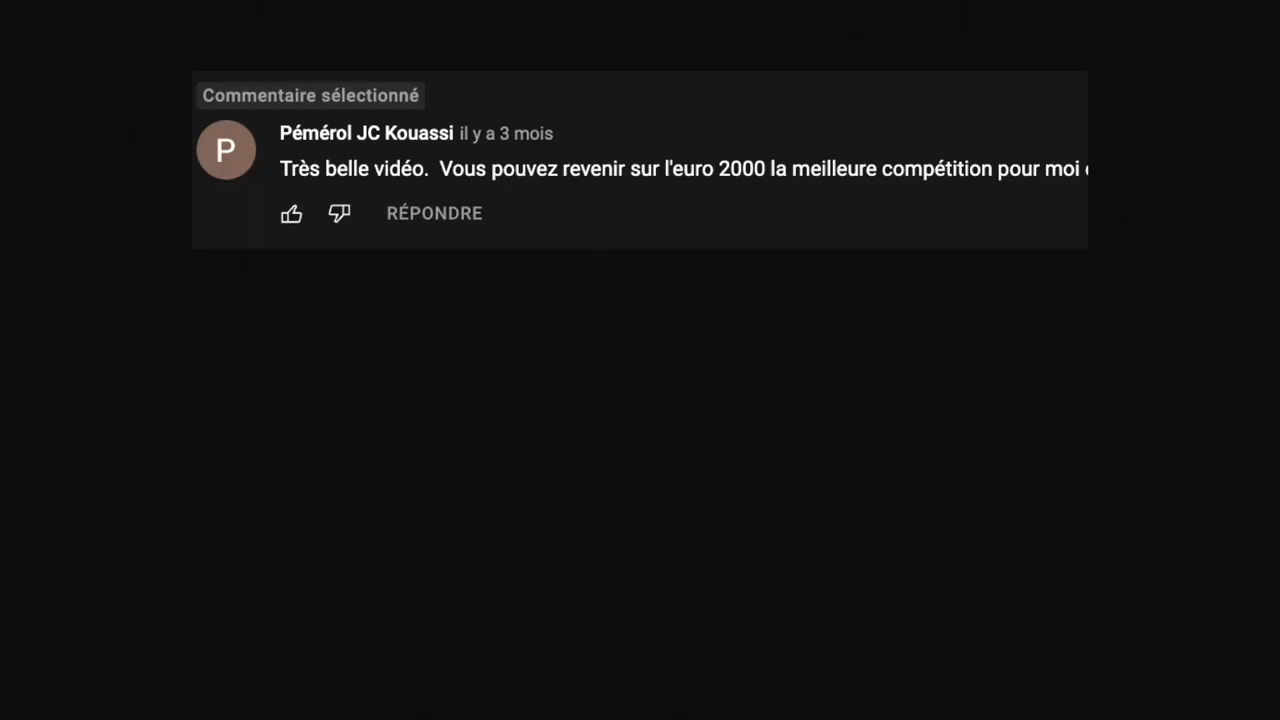 Commentaire sélectionné
P
Pémérol JC Kouassi il y a 3 mois
Très belle vidéo.  Vous pouvez revenir sur l'euro 2000 la meilleure compétition pour moi
RÉPONDRE